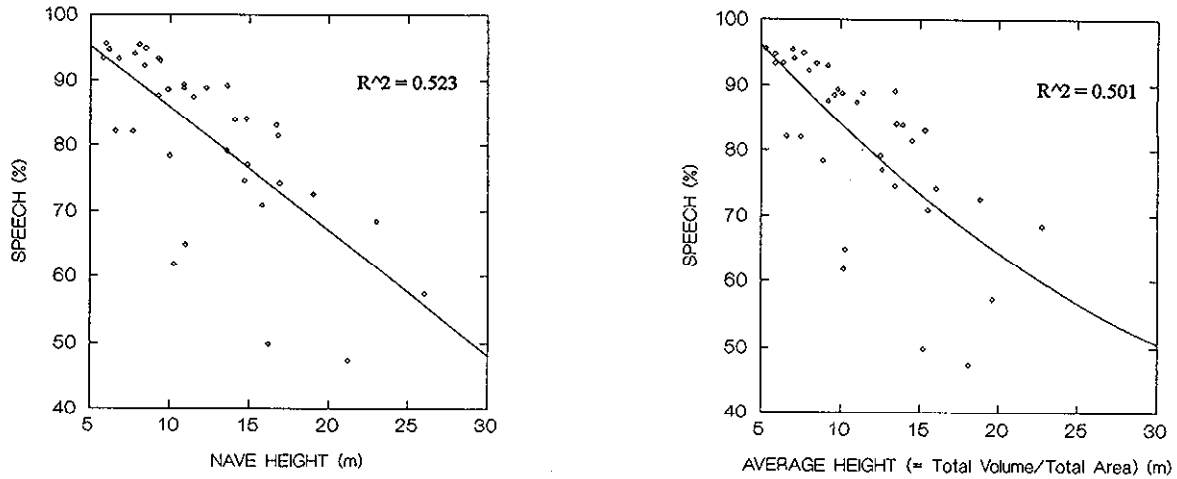 100
90
80
70
60
50
40
SPEECH (%)
R^2 = 0.523
5 10 15 20 25 30
NAVE HEIGHT (m)
100
90
80
70
60
50
40
SPEECH (%)
R^2 = 0.501
5 10 15 20 25 30
AVERAGE HEIGHT (= Total Volume/Total Area) (m)